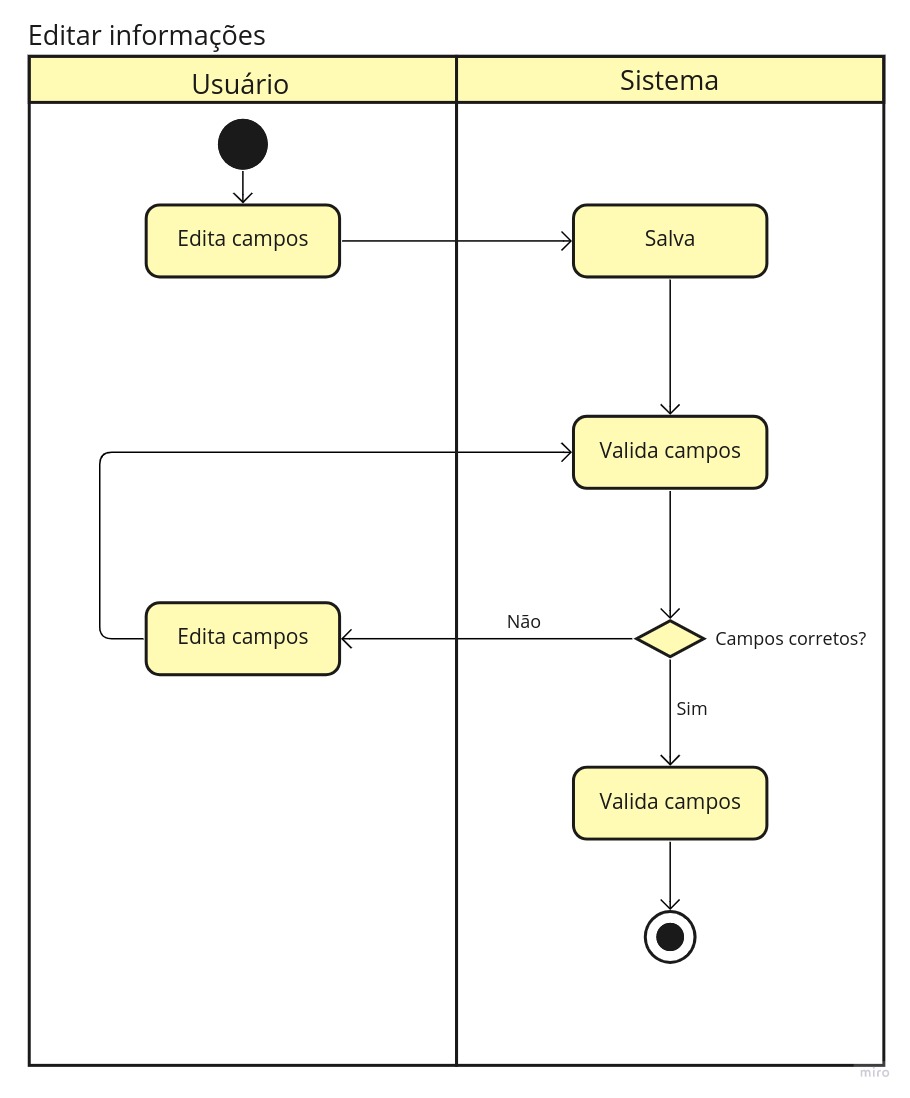 Editar informações
Usuário
Sistema
Edita campos
Salva
Valida campos
Edita campos
Não
Campos corretos?
Sim
Valida campos
miro